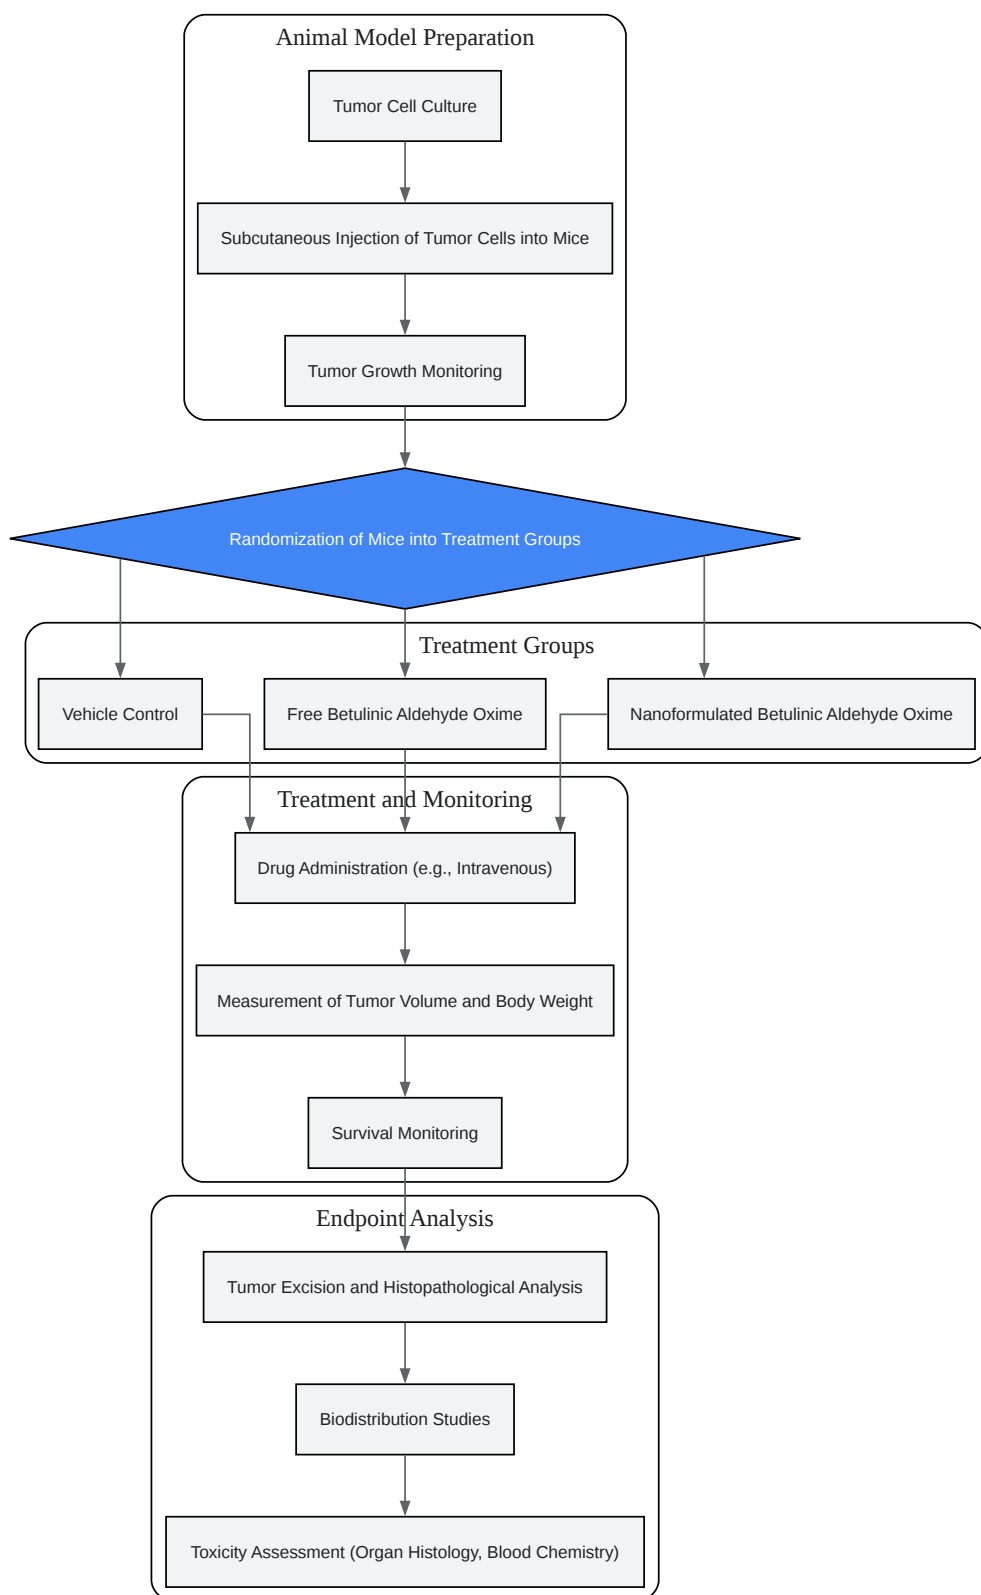 Animal Model Preparation
Tumor Cell Culture
Subcutaneous Injection of Tumor Cells into Mice
Tumor Growth Monitoring
Randomization of Mice into Treatment Groups
Treatment Groups
Vehicle Control
Free Betulinic Aldehyde Oxime
Nanoformulated Betulinic Aldehyde Oxime
Treatment and Monitoring
Drug Administration (e.g., Intravenous)
Measurement of Tumor Volume and Body Weight
Survival Monitoring
Endpoint Analysis
Tumor Excision and Histopathological Analysis
Biodistribution Studies
Toxicity Assessment (Organ Histology, Blood Chemistry)